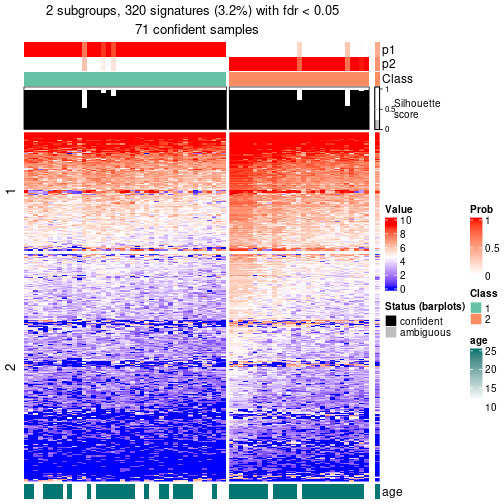 2 subgroups, 320 signatures (3.2%) with fdr < 0.05
71 confident samples
p1
p2
Class
1
0.5
0
Silhouette
score
1
2
Value
10
8
6
4
2
0
Prob
1
0.5
0
Status (barplots)
confident
ambiguous
Class
1
2
age
25
20
15
10
age